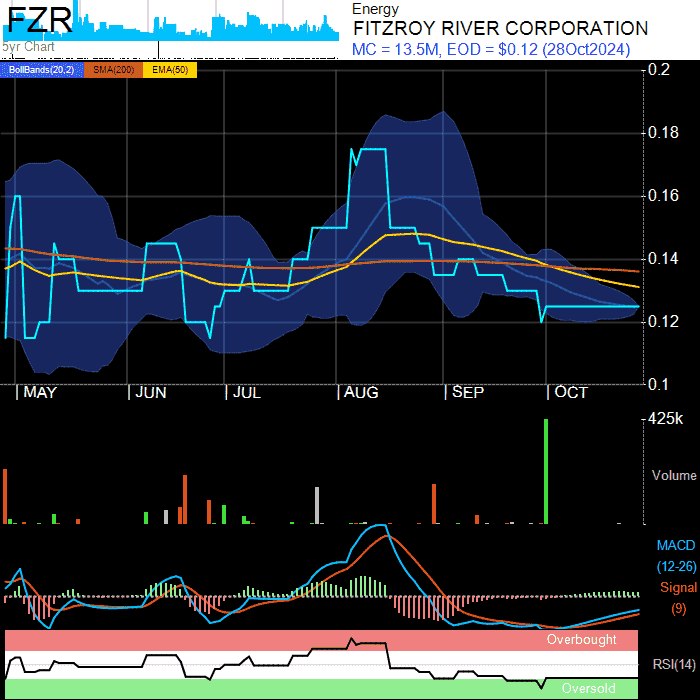 FZR
5yr Chart
Energy
FITZROY RIVER CORPORATION
MC = 13.5M, EOD = $0.12 (28Oct2024)
BollBands(20,2) SMA(200) EMA(50)
0.2
0.18
0.16
0.14
0.12
0.1
MAY JUN JUL AUG SEP OCT
425k
Volume
MACD
(12-26)
Signal
(9)
Overbought
RSI(14)
Oversold